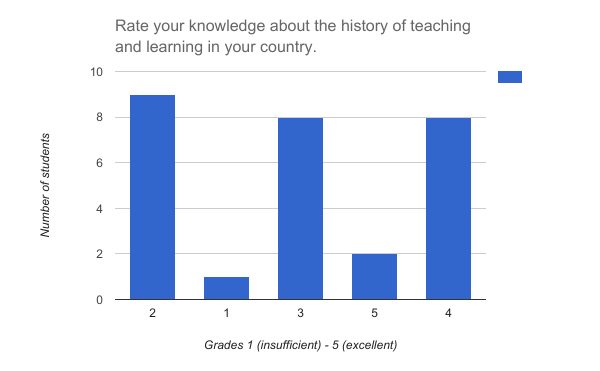 Rate your knowledge about the history of teaching
and learning in your country.
10
8
6
4
2
0
Number of students
2 1 3 5 4
Grades 1 (insufficient) - 5 (excellent)